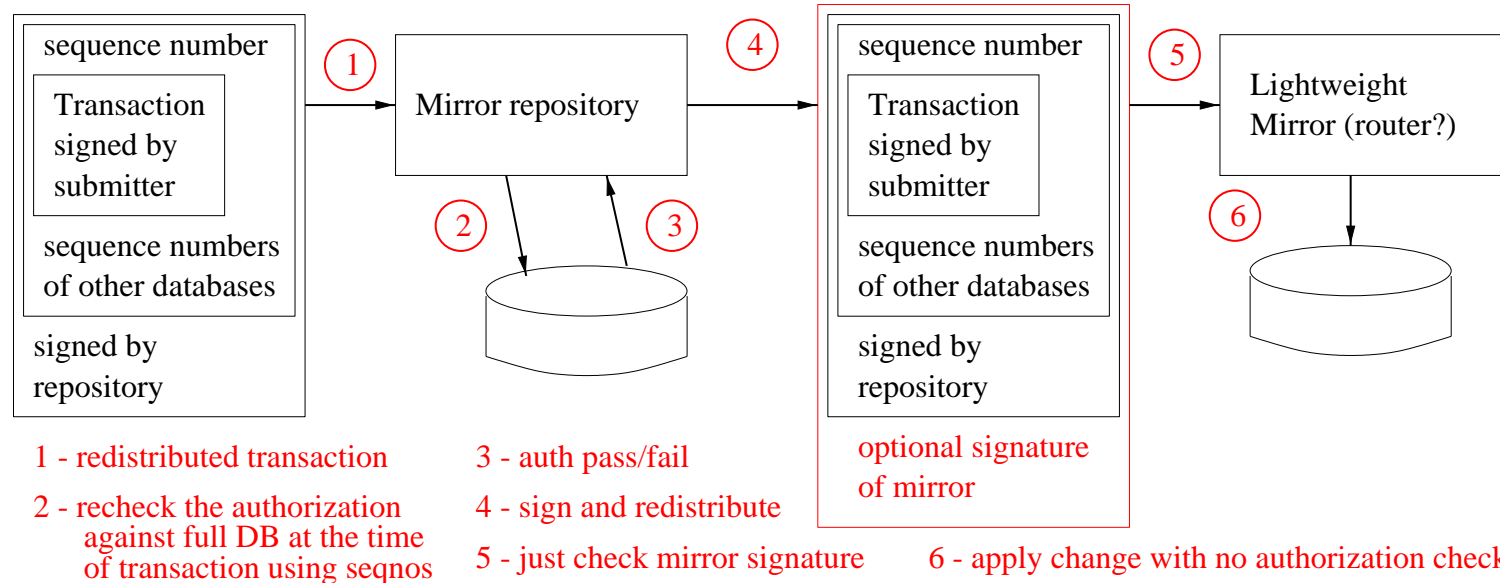 sequence number
Transaction
signed by
submitter
sequence numbers
of other databases
signed by
repository
1
Mirror repository
2
3
4
sequence number
Transaction
signed by
submitter
sequence numbers
of other databases
signed by
repository
optional signature
of mirror
5
Lightweight
Mirror (router?)
6
1 - redistributed transaction
2 - recheck the authorization
against full DB at the time
of transaction using seqnos
3 - auth pass/fail
4 - sign and redistribute
5 - just check mirror signature
6 - apply change with no authorization check